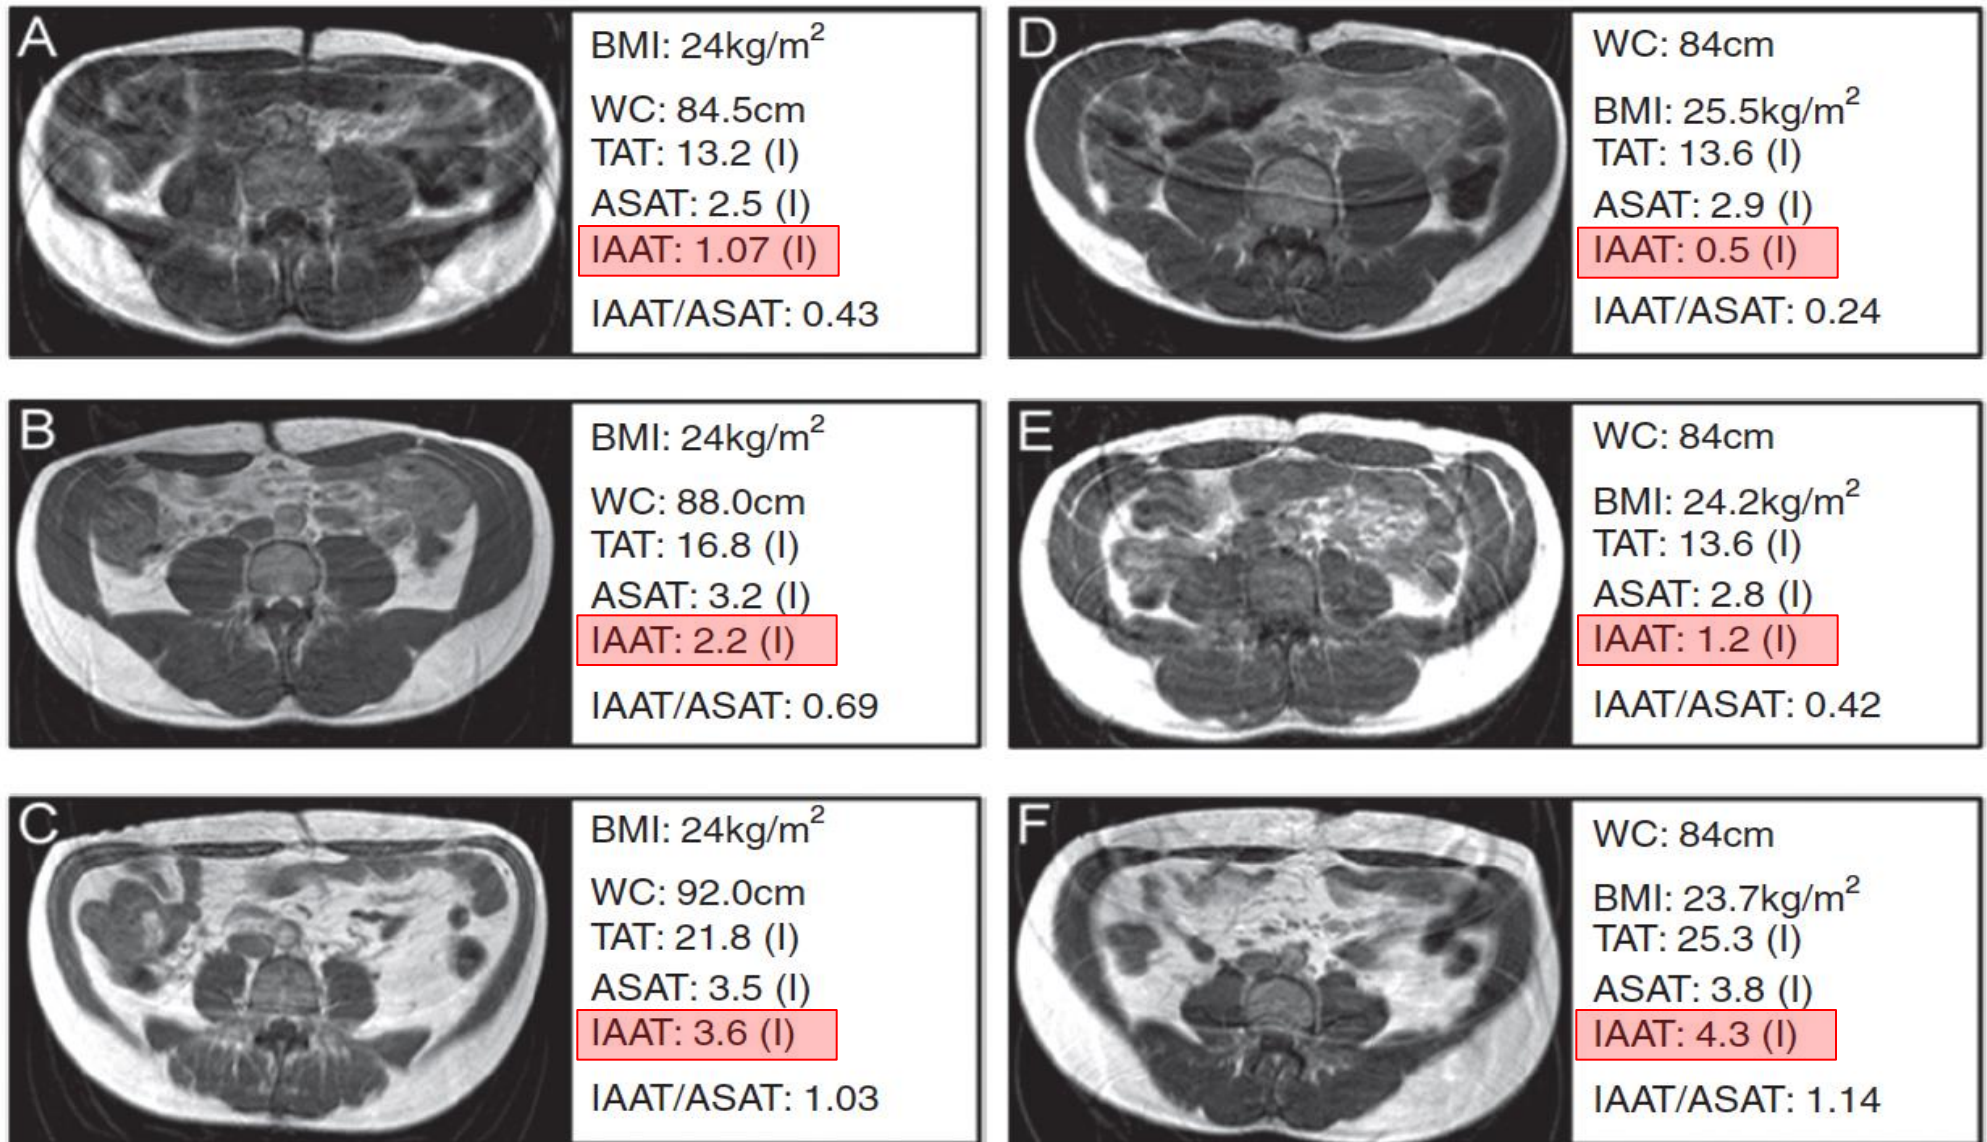 A
BMI: 24kg/m²
WC: 84.5cm
TAT: 13.2 (l)
ASAT: 2.5 (l)
IAAT: 1.07 (l)
IAAT/ASAT: 0.43
B
BMI: 24kg/m²
WC: 88.0cm
TAT: 16.8 (l)
ASAT: 3.2 (l)
IAAT: 2.2 (l)
IAAT/ASAT: 0.69
C
BMI: 24kg/m²
WC: 92.0cm
TAT: 21.8 (l)
ASAT: 3.5 (l)
IAAT: 3.6 (l)
IAAT/ASAT: 1.03
D
WC: 84cm
BMI: 25.5kg/m²
TAT: 13.6 (l)
ASAT: 2.9 (l)
IAAT: 0.5 (l)
IAAT/ASAT: 0.24
E
WC: 84cm
BMI: 24.2kg/m²
TAT: 13.6 (l)
ASAT: 2.8 (l)
IAAT: 1.2 (l)
IAAT/ASAT: 0.42
F
WC: 84cm
BMI: 23.7kg/m²
TAT: 25.3 (l)
ASAT: 3.8 (l)
IAAT: 4.3 (l)
IAAT/ASAT: 1.14